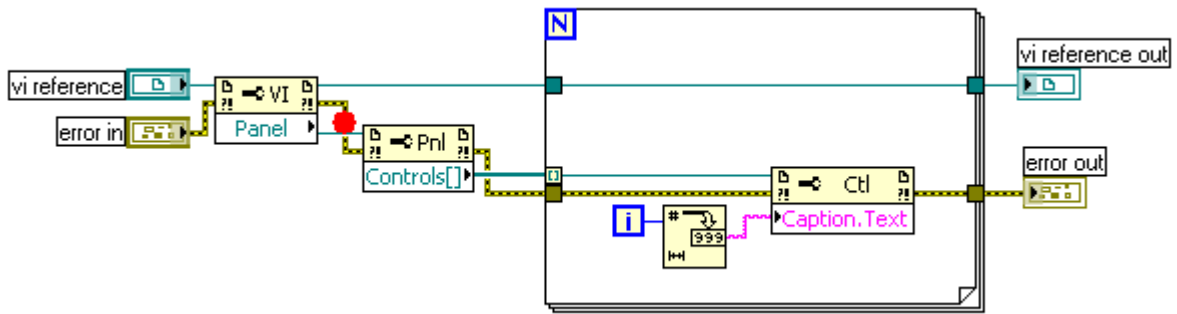 N
vi reference
VI
Panel
error in
Pnl
Controls[]
[]
Ctl
Caption.Text
i
#
999
vi reference out
error out
?!
?!
?!
?!
?!
?!